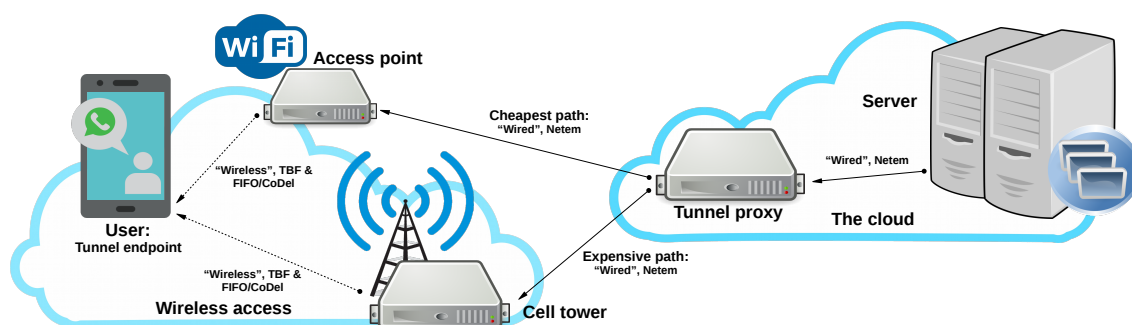 Wi Fi
Access point
Server
Cheapest path:
“Wired”, Netem
“Wired”, Netem
“Wireless”, TBF &
FIFO/CoDel
Tunnel proxy
The cloud
User:
Tunnel endpoint
Expensive path:
“Wired”, Netem
“Wireless”, TBF &
FIFO/CoDel
Wireless access
Cell tower